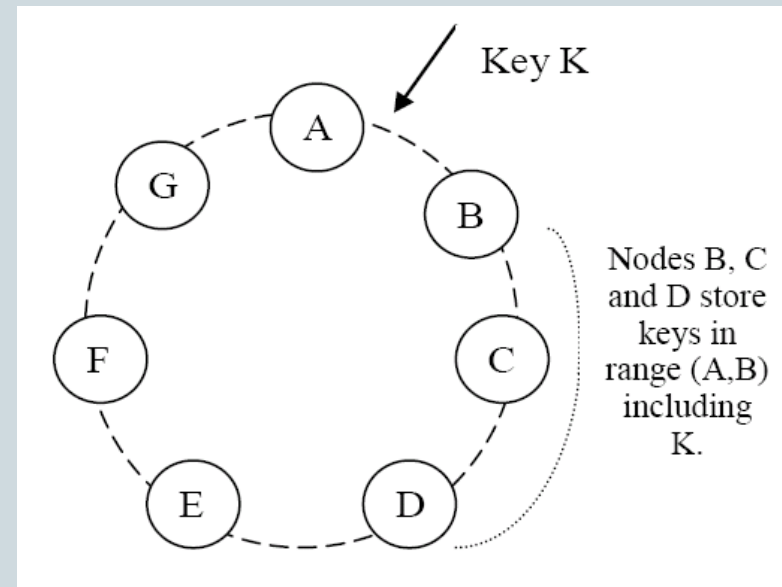 Key K
A
B
C
D
E
F
G
Nodes B, C
and D store
keys in
range (A,B)
including
K.